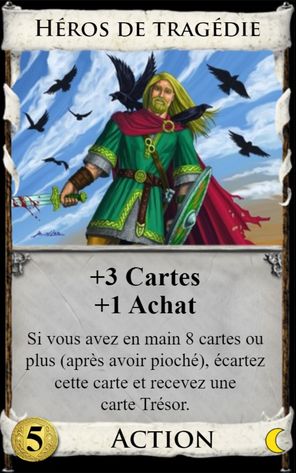 HÉROS DE TRAGÉDIE
+3 Cartes
+1 Achat
Si vous avez en main 8 cartes ou
plus (après avoir pioché), écartez
cette carte et recevez une
carte Trésor.
5 ACTION